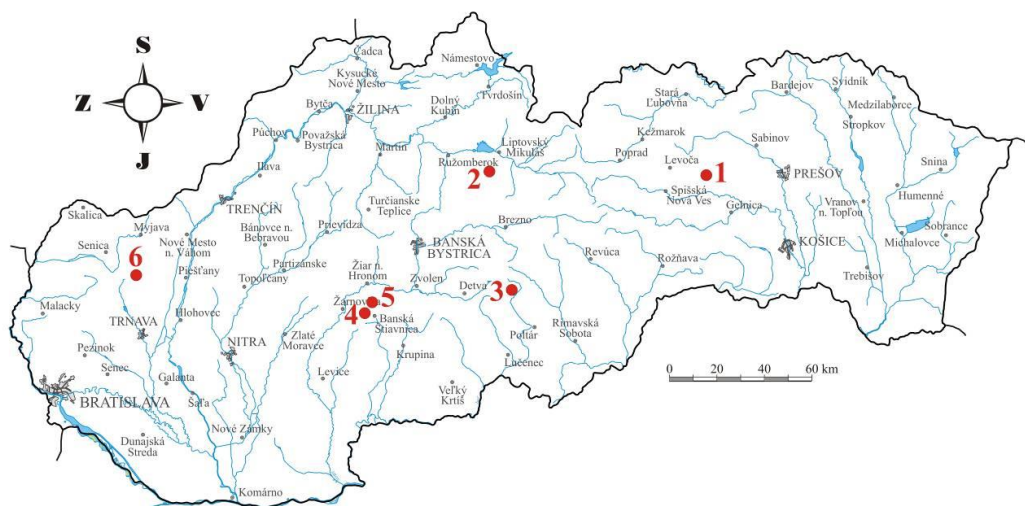 S
Z
V
J
Čadca
Námestovo
Kysucké
Nové Mesto
Tvrdošín
Stará
Ľubovňa
Bardejov
Svidník
Medzilaborce
Bytča
ŽILINA
Dolný
Kubín
Stropkov
Púchov
Považská
Bystrica
Martin
Ružomberok
Liptovský
Mikuláš
Kežmarok
Poprad
Levoča
Sabinov
PREŠOV
Snina
Ilava
2
1
Humenné
TRENČÍN
Turčianske
Teplice
Spišská
Nová Ves
Gelnica
Vranov
n. Topľou
Skalica
Myjava
Bánovce n.
Bebravou
Prievidza
Brezno
KOŠICE
Sobrance
Michalovce
Senica
Nové Mesto
n. Váhom
BANSKÁ
BYSTRICA
Revúca
Rožňava
Trebišov
6
Piešťany
Partizánske
Topoľčany
Žiar n.
Hronom
Zvolen
Detva
3
Malacky
Hlohovec
Žarnovica
5
4
Banská
Štiavnica
TRNAVA
Zlaté
Moravce
Poltár
Rimavská
Sobota
Pezinok
NITRA
Krupina
Lučenec
Senec
Galanta
Levice
Veľký
Krtíš
0
20
40
60 km
BRATISLAVA
Šaľa
Dunajská
Streda
Nové Zámky
Komárno